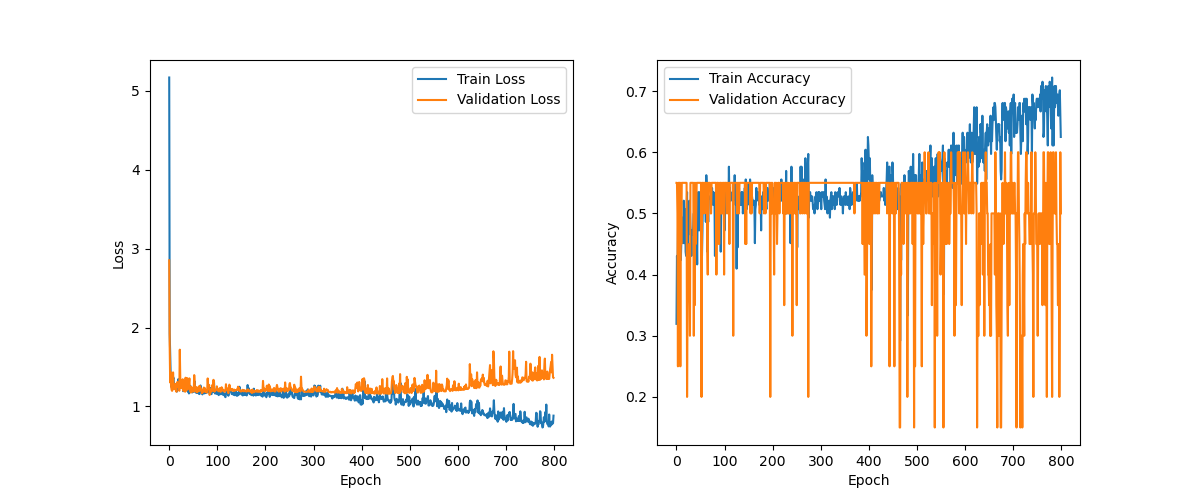 Train Loss
Validation Loss
5
4
3
2
1
Loss
0 100 200 300 400 500 600 700 800
Epoch
Train Accuracy
Validation Accuracy
0.7
0.6
0.5
0.4
0.3
0.2
Accuracy
0 100 200 300 400 500 600 700 800
Epoch